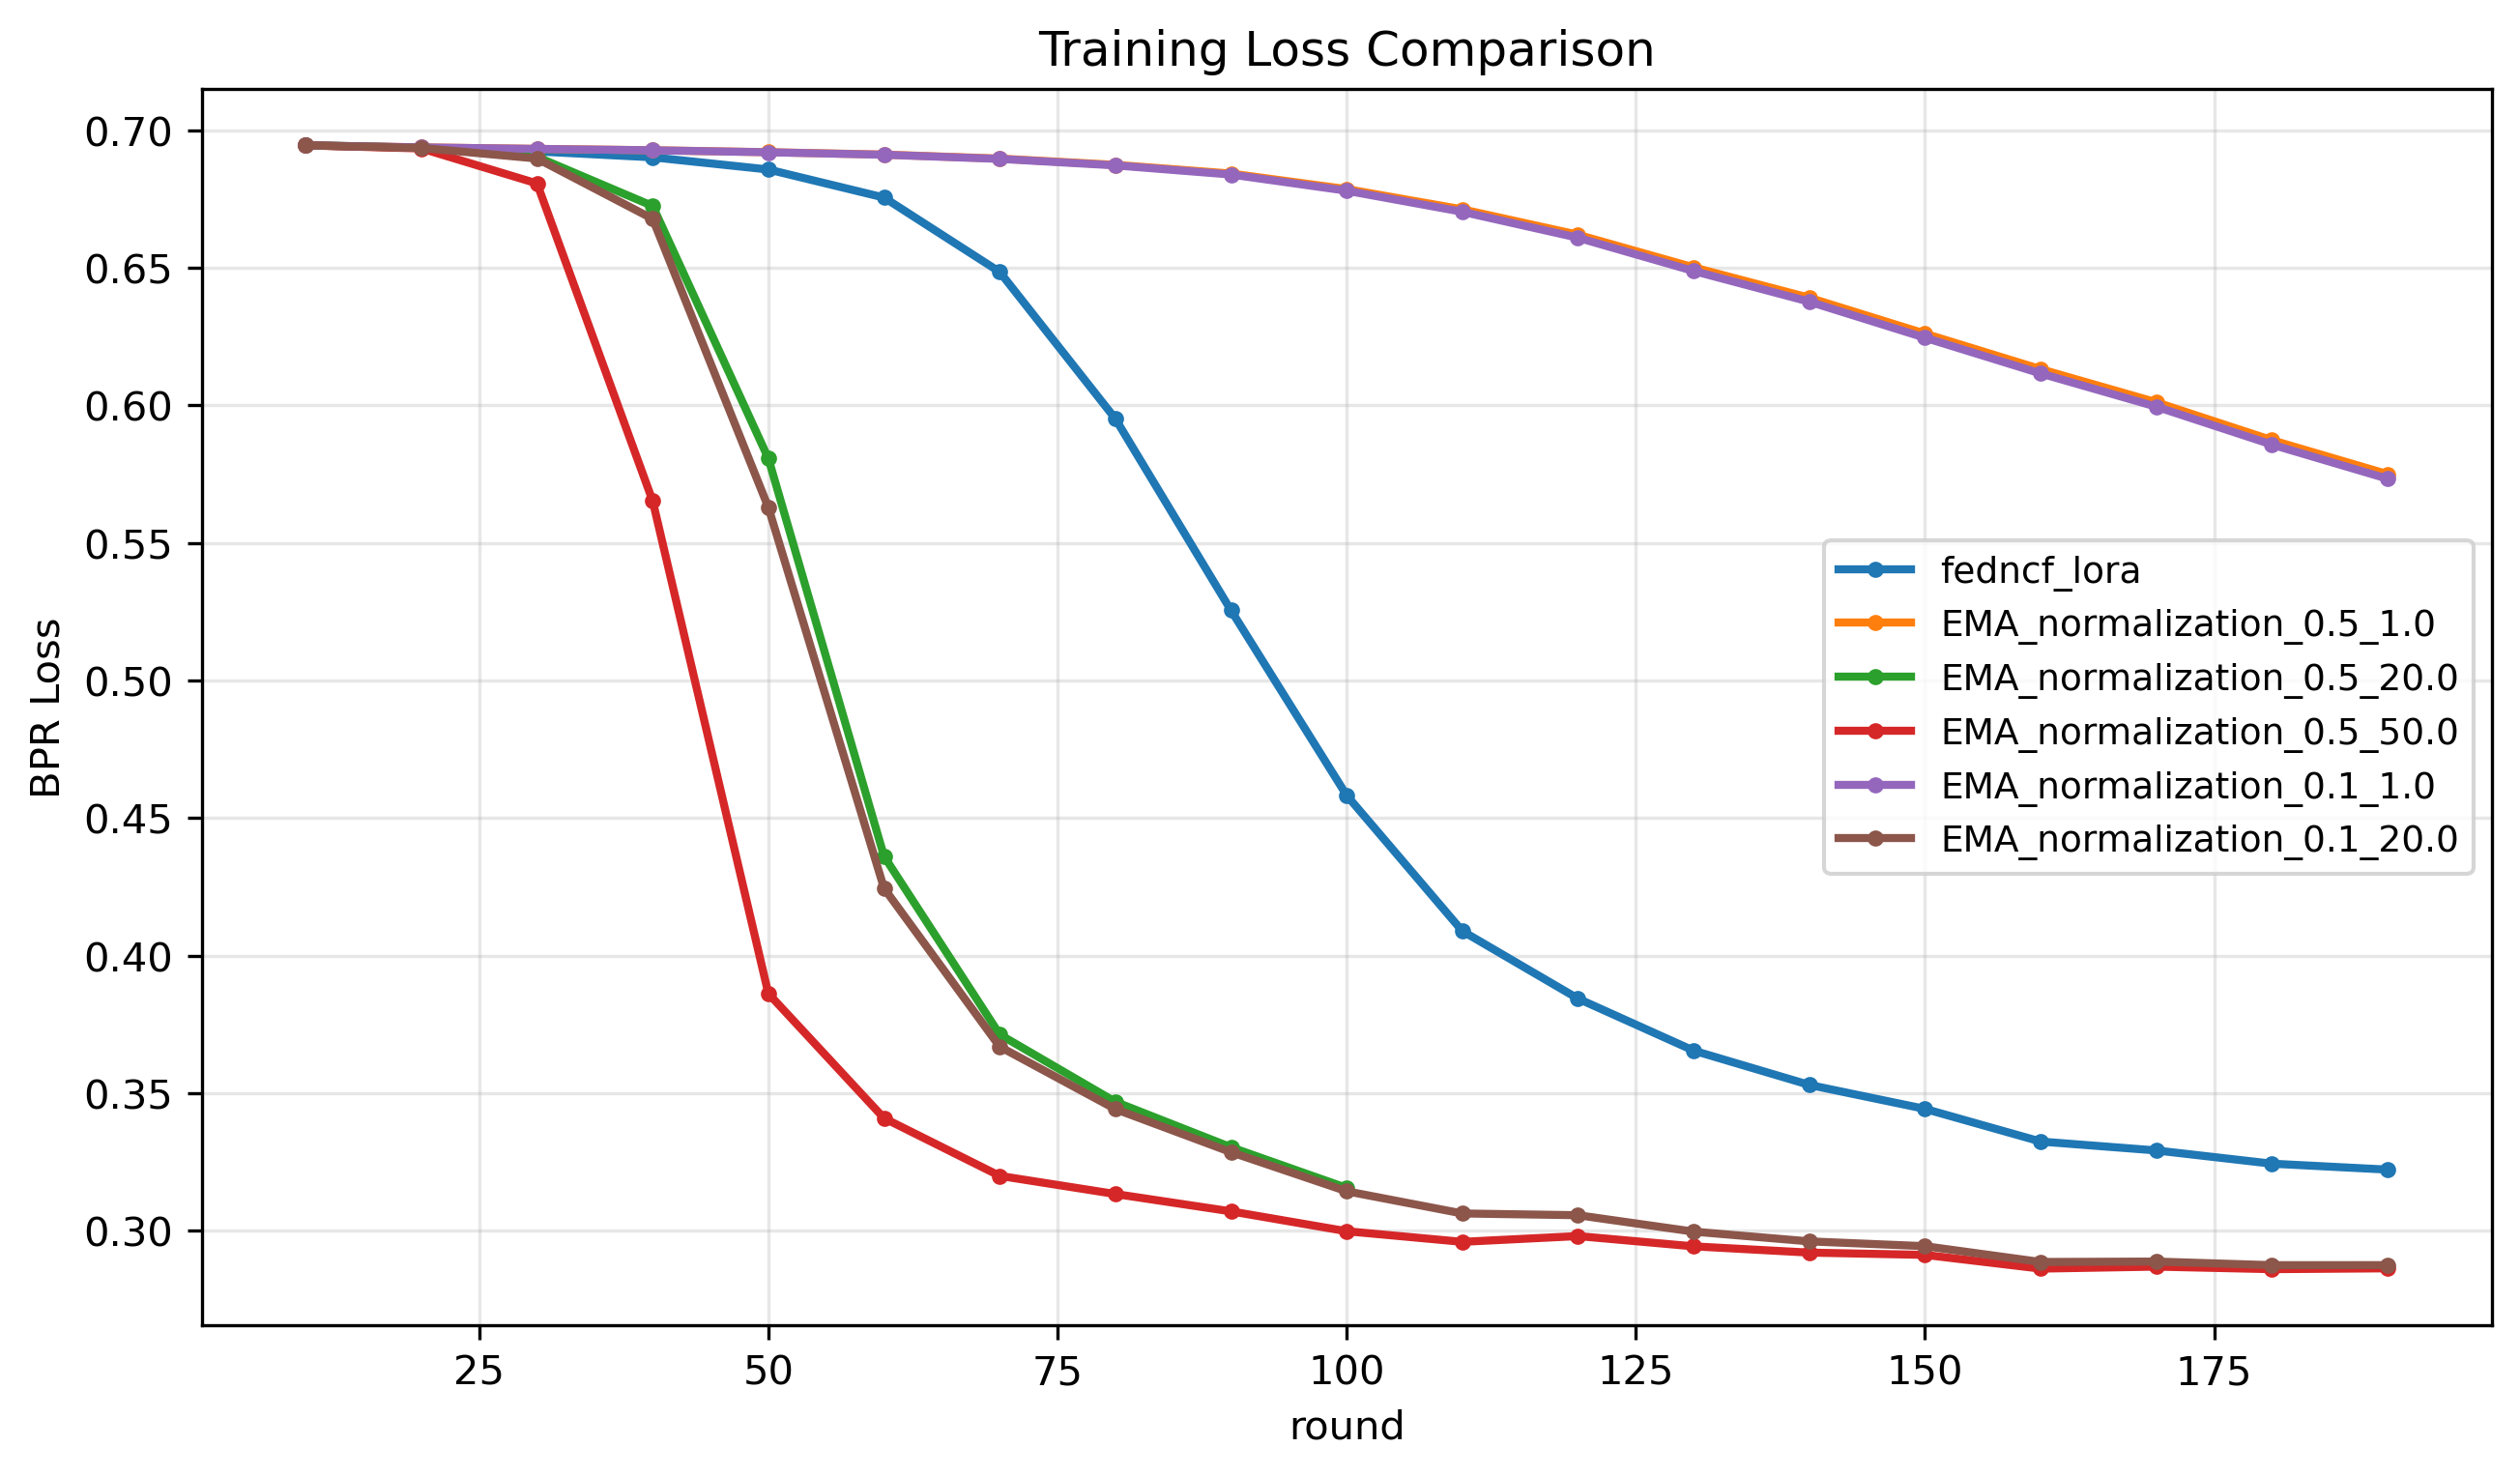 Training Loss Comparison
0.70
0.65
0.60
0.55
0.50
0.45
0.40
0.35
0.30
BPR Loss
fedncf_lora
EMA_normalization_0.5_1.0
EMA_normalization_0.5_20.0
EMA_normalization_0.5_50.0
EMA_normalization_0.1_1.0
EMA_normalization_0.1_20.0
25 50 75 100 125 150 175
round